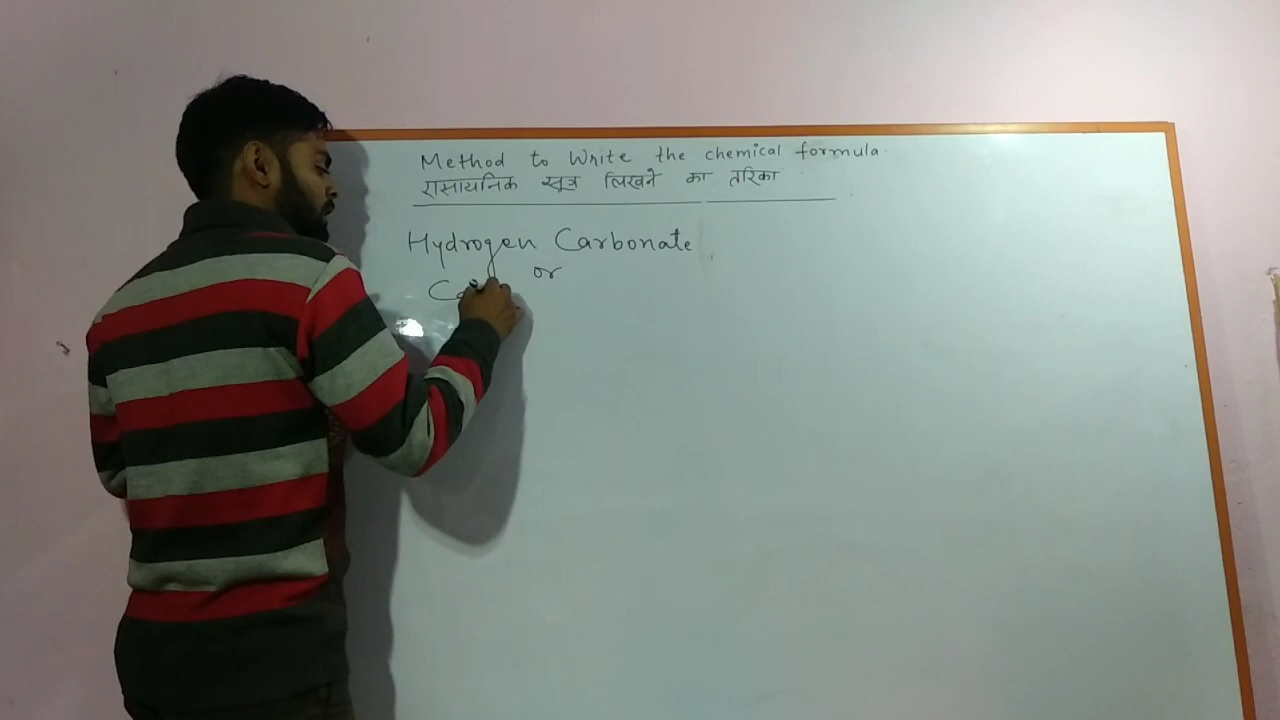 Method to Write the chemical formula.
रासायनिक सूत्र लिखने का तरिका
Hydrogen Carbonate
or